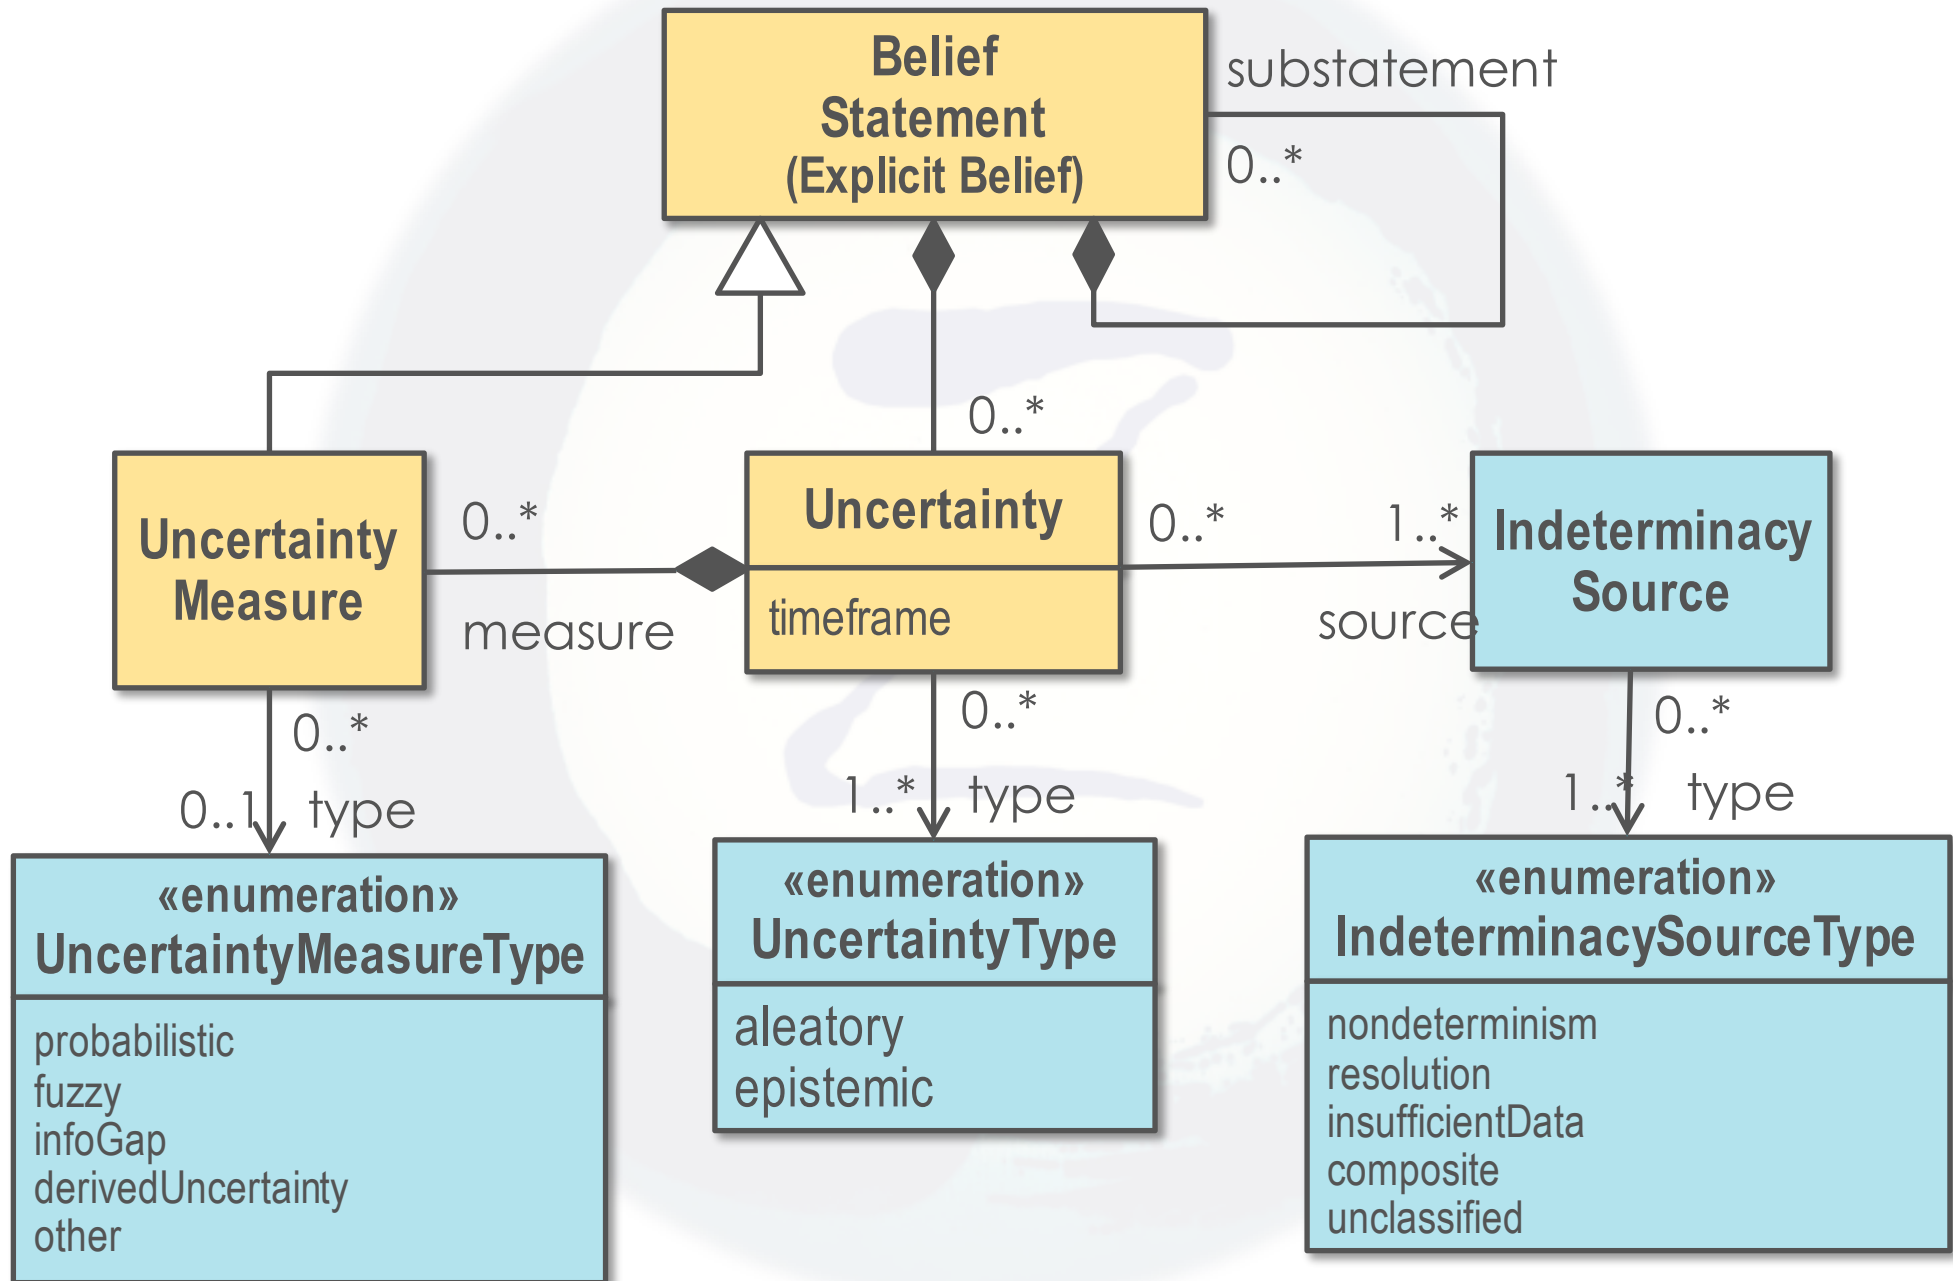 Belief
Statement
(Explicit Belief)
substatement
0..*
0..*
Uncertainty
Measure
0..*
measure
Uncertainty
timeframe
0..*
1..*
source
Indeterminacy
Source
0..*
0..1
type
0..*
1..*
type
0..*
1..*
type
«enumeration»
UncertaintyMeasureType
probabilistic
fuzzy
infoGap
derivedUncertainty
other
«enumeration»
UncertaintyType
aleatory
epistemic
«enumeration»
IndeterminacySourceType
nondeterminism
resolution
insufficientData
composite
unclassified